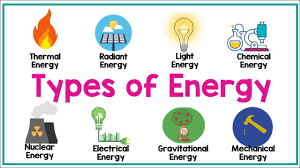 Thermal
Energy
Radiant
Energy
Light
Energy
Chemical
Energy
Types of Energy
Nuclear
Energy
Electrical
Energy
Gravitational
Energy
Mechanical
Energy